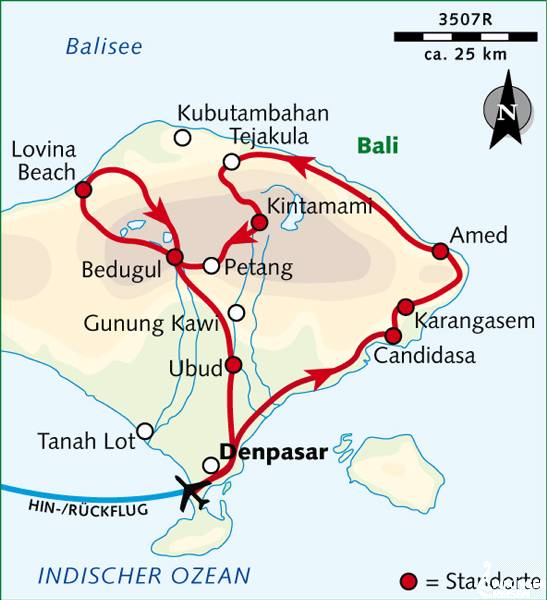 3507R
ca. 25 km
Balisee
N
Kubutambahan
Tejakula
Bali
Lovina
Beach
Kintamami
Amed
Bedugul
Petang
Gunung Kawi
Karangasem
Candidasa
Ubud
Tanah Lot
Denpasar
HIN-/RÜCKFLUG
INDISCHER OZEAN
= Standorte